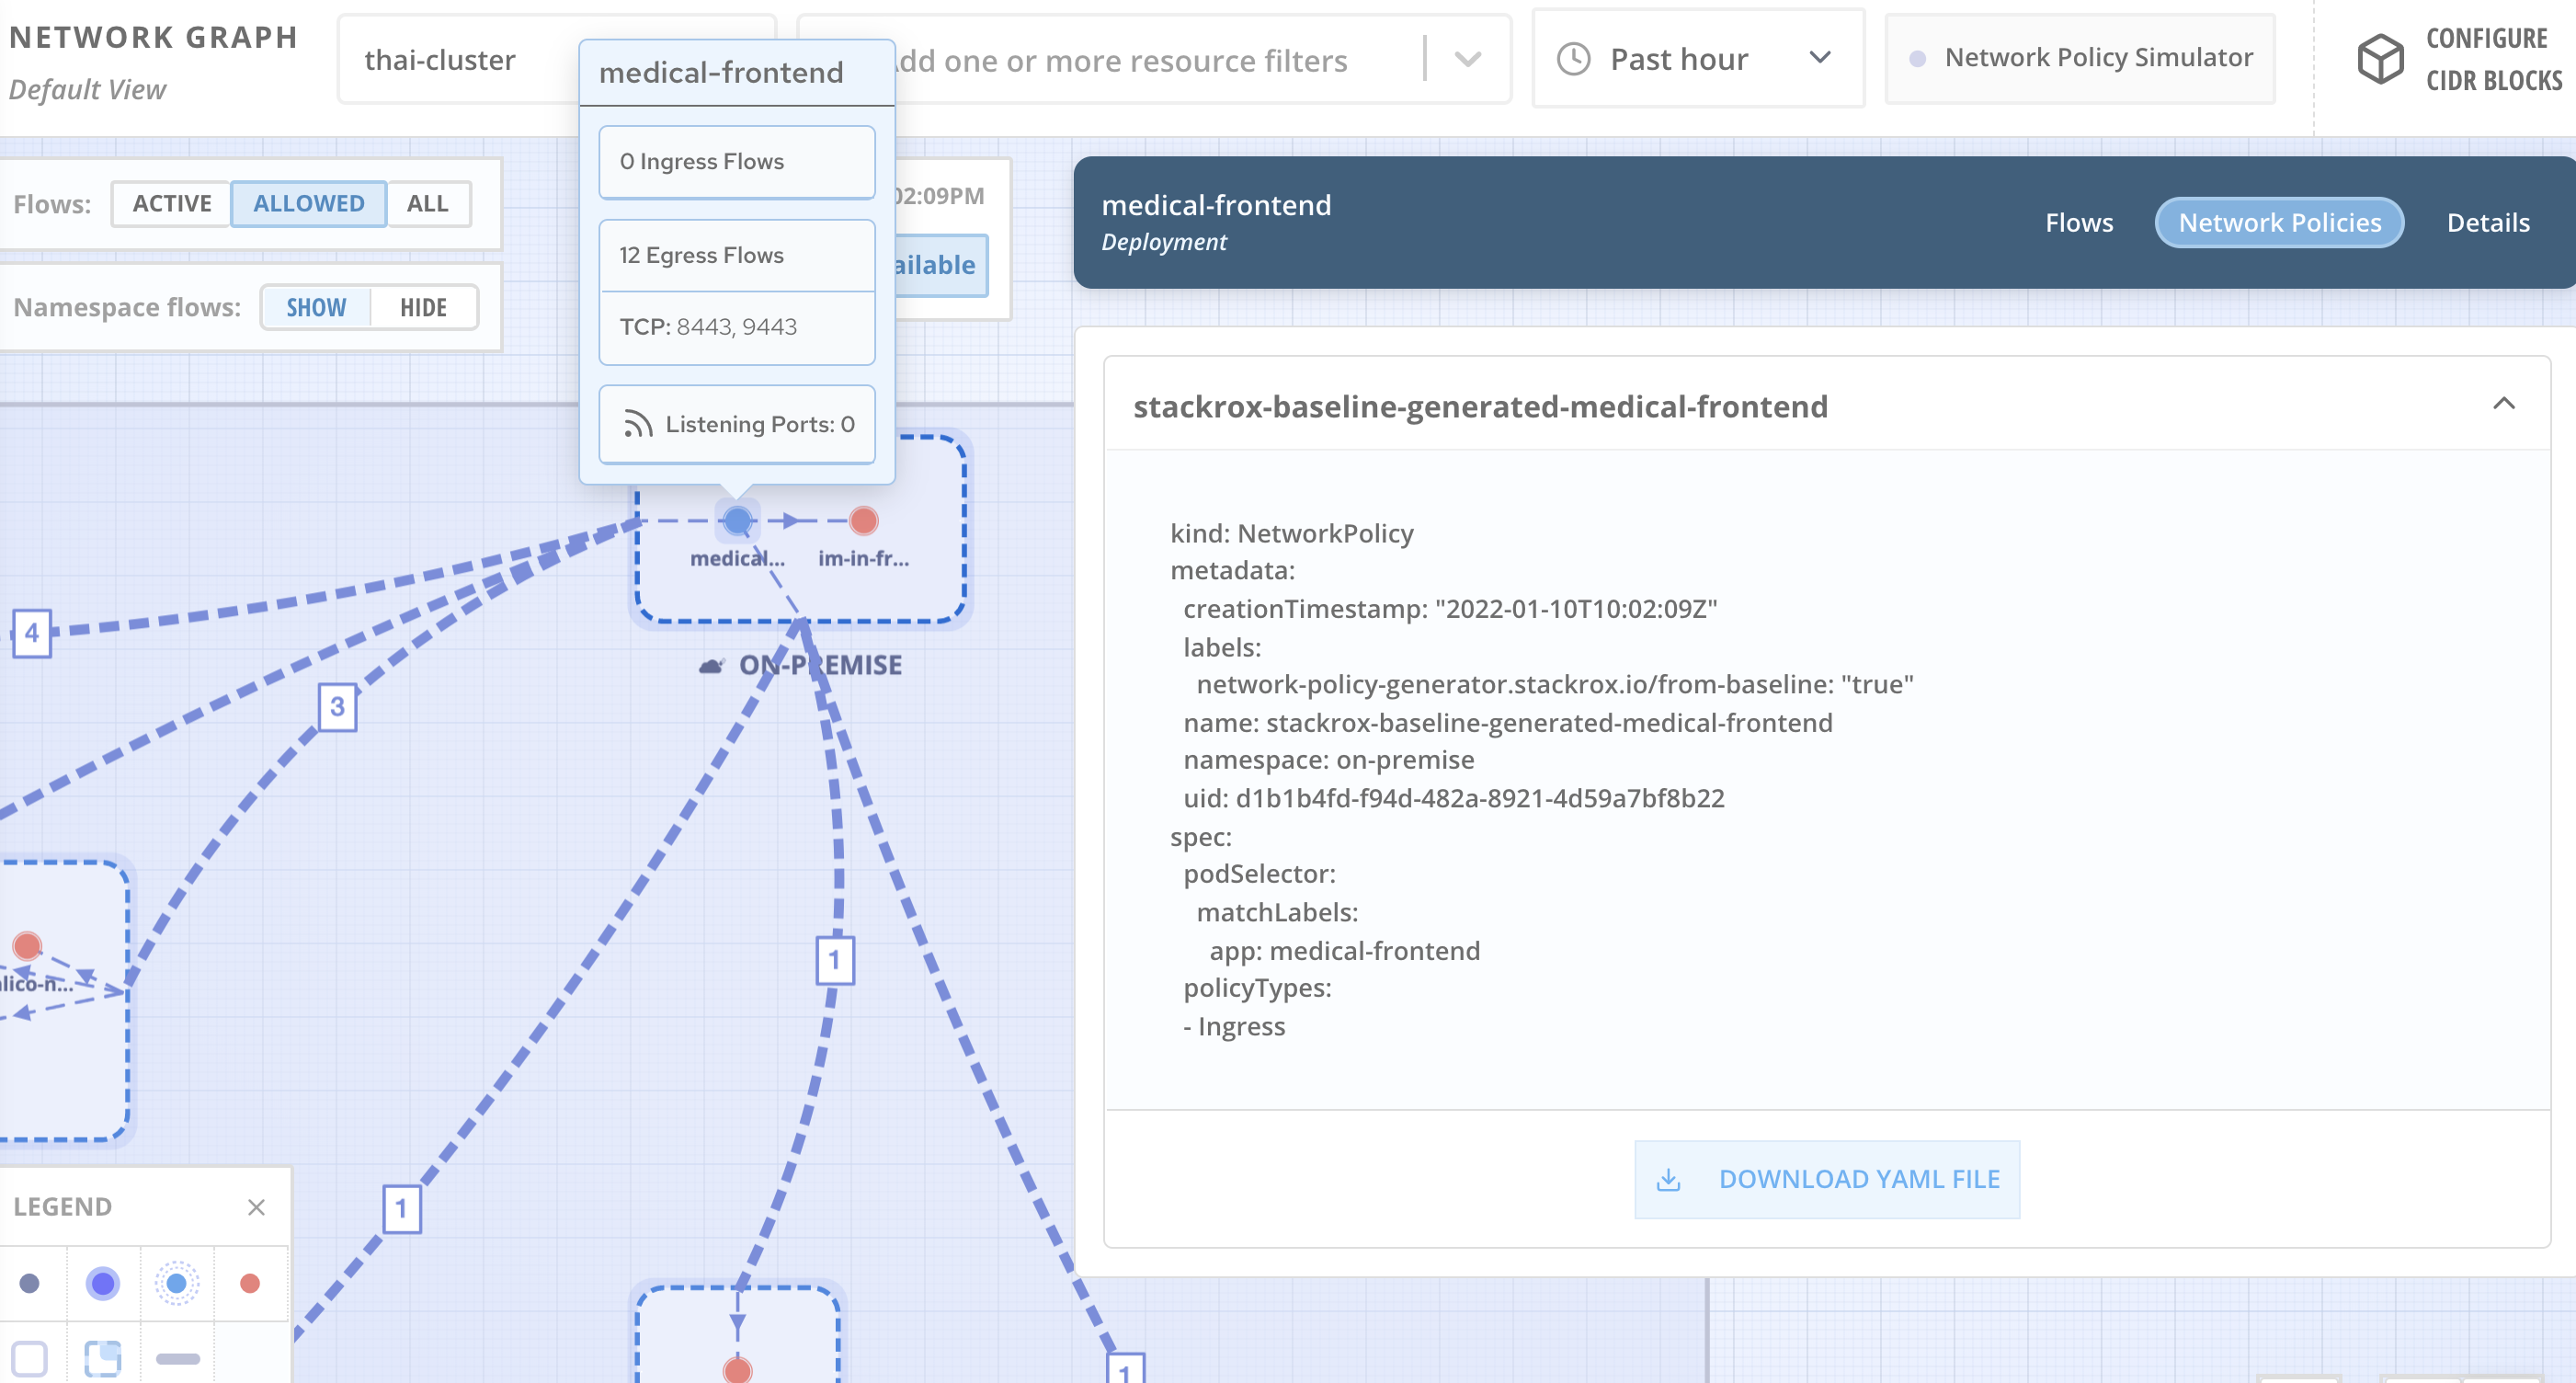 NETWORK GRAPH
Default View
thai-cluster
Add one or more resource filters
Past hour
Network Policy Simulator
CONFIGURE
CIDR BLOCKS
medical-frontend
0 Ingress Flows
12 Egress Flows
TCP: 8443, 9443
Listening Ports: 0
Flows:
ACTIVE
ALLOWED
ALL
Namespace flows:
SHOW
HIDE
02:09PM
ailable
medical...
im-in-fr...
ON-PREMISE
4
3
1
1
1
lico-n...
LEGEND
medical-frontend
Deployment
Flows
Network Policies
Details
stackrox-baseline-generated-medical-frontend
kind: NetworkPolicy
metadata:
creationTimestamp: "2022-01-10T10:02:09Z"
labels:
network-policy-generator.stackrox.io/from-baseline: "true"
name: stackrox-baseline-generated-medical-frontend
namespace: on-premise
uid: d1b1b4fd-f94d-482a-8921-4d59a7bf8b22
spec:
podSelector:
matchLabels:
app: medical-frontend
policyTypes:
- Ingress
DOWNLOAD YAML FILE